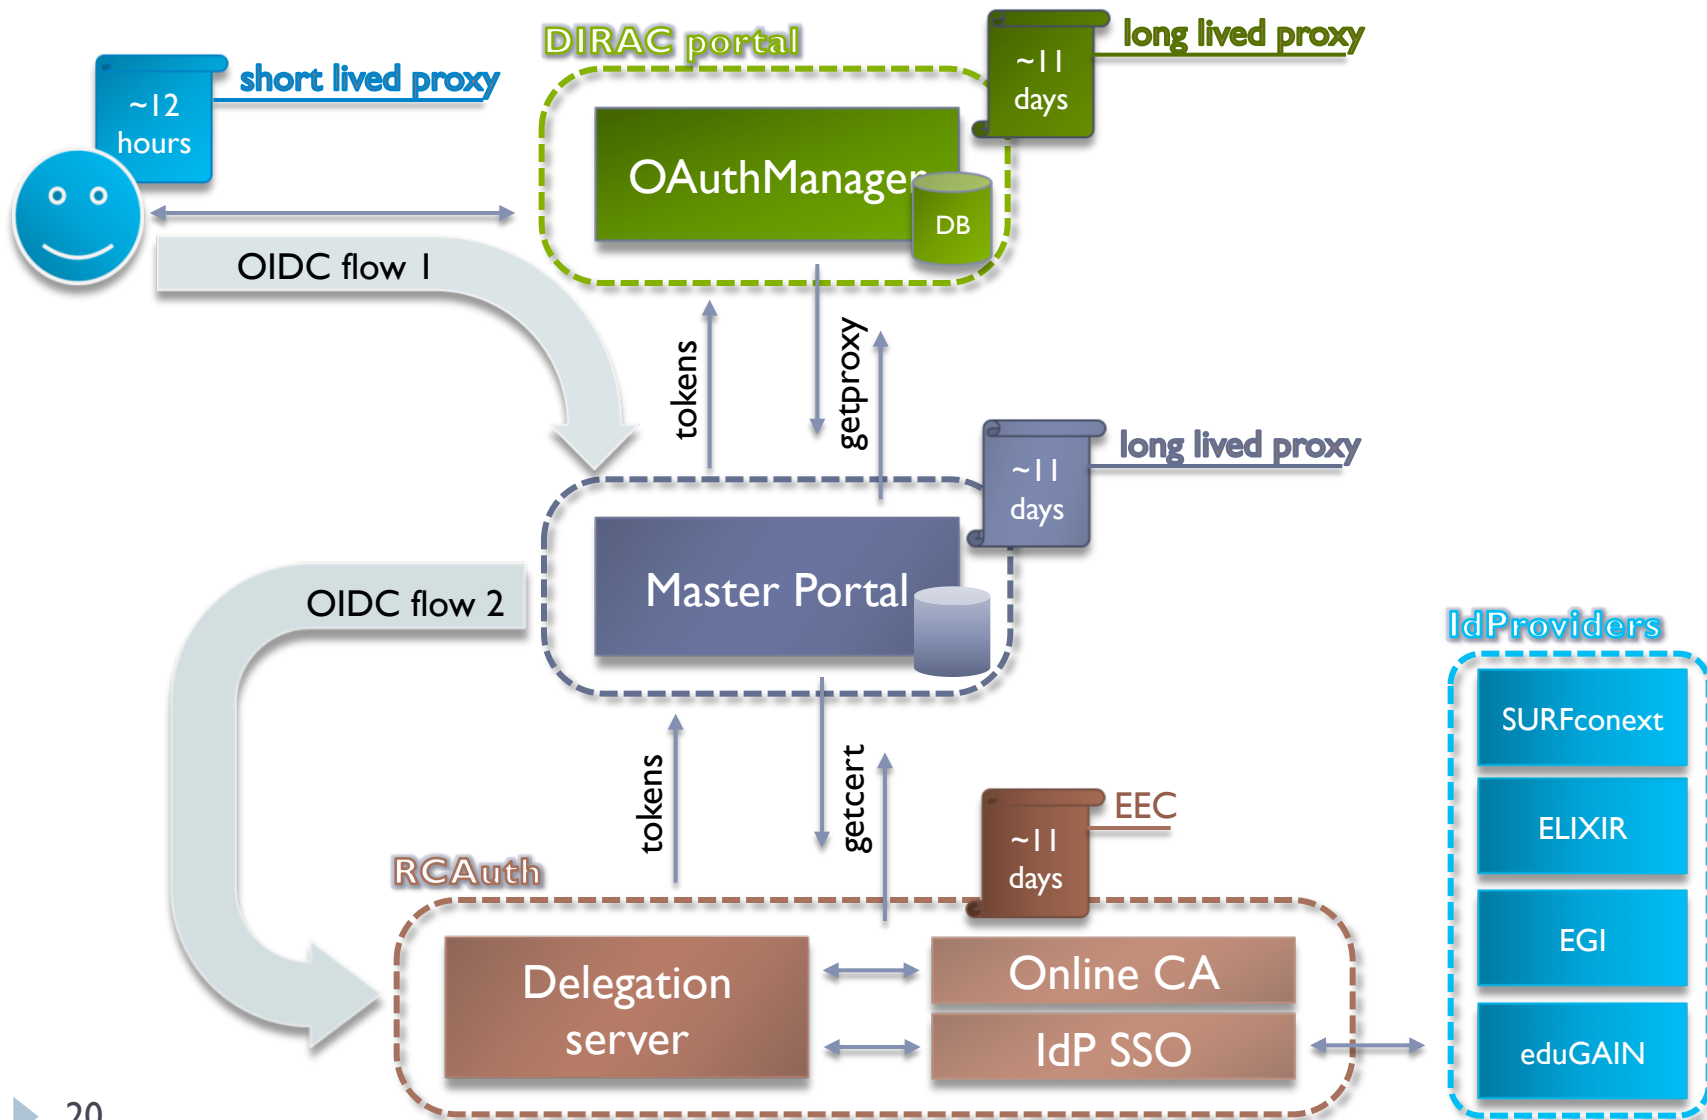 DIRAC portal
long lived proxy
~11
days
short lived proxy
~12
hours
OAuthManager
DB
OIDC flow 1
tokens
getproxy
long lived proxy
~11
days
Master Portal
OIDC flow 2
IdProviders
SURFconext
ELIXIR
EGI
eduGAIN
tokens
getcert
EEC
~11
days
RCAuth
Delegation
server
Online CA
IdP SSO
20